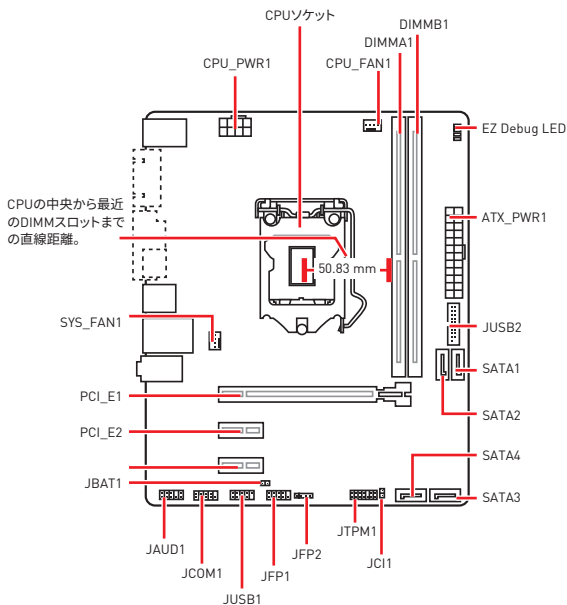 CPUソケット
DIMMB1
DIMMA1
CPU_PWR1
CPU_FAN1
EZ Debug LED
CPUの中央から最近
のDIMMスロットまで
の直線距離。
ATX_PWR1
50.83 mm
SYS_FAN1
JUSB2
SATA1
PCI_E1
SATA2
PCI_E2
SATA4
JBAT1
SATA3
JAUD1
JCOM1
JUSB1
JFP1
JFP2
JTPM1
JCI1